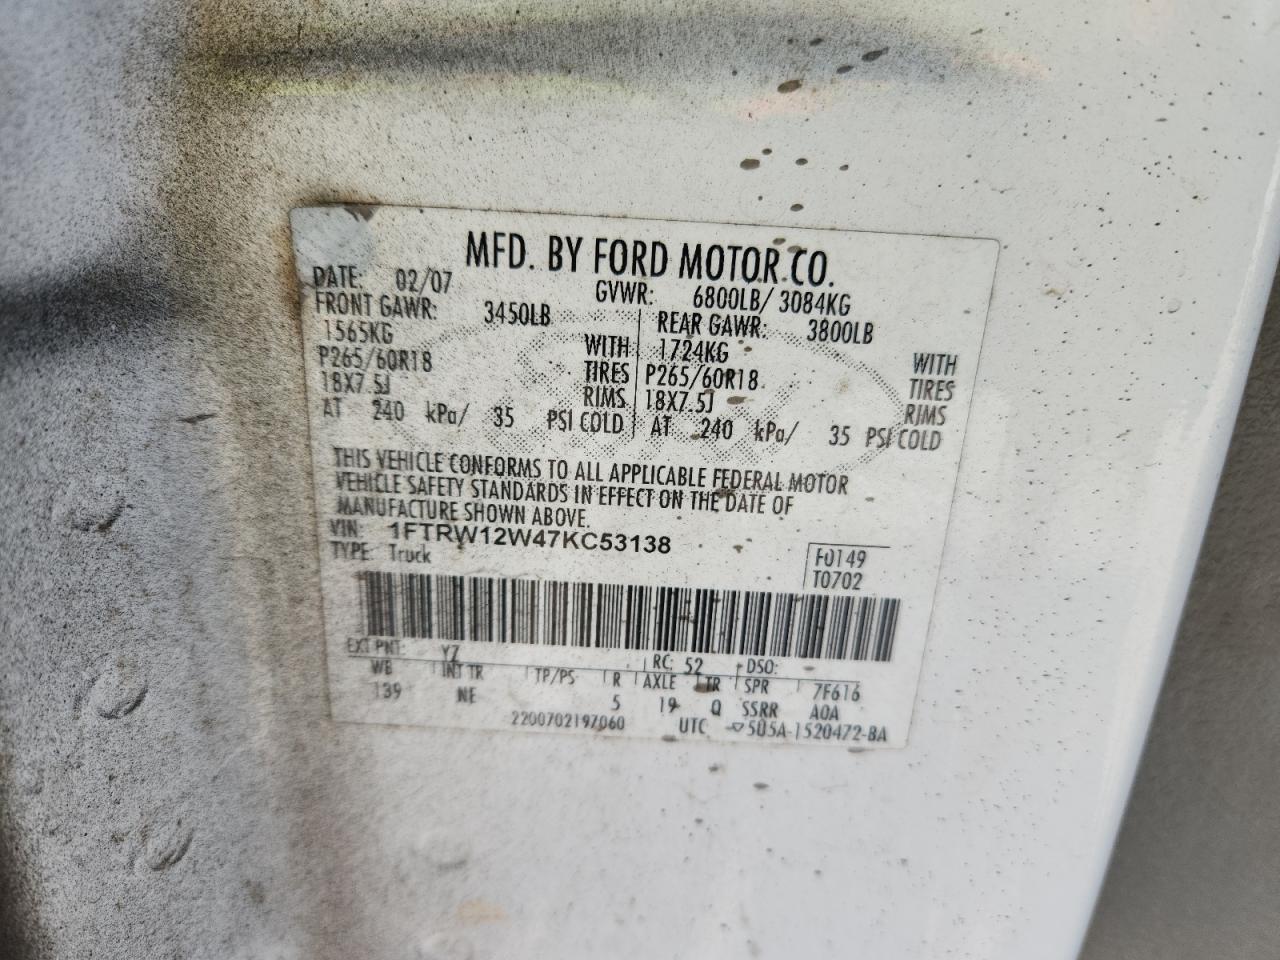 MFD. BY FORD MOTOR CO.
DATE: 02/07 GVWR: 6800LB/ 3084KG
FRONT GAWR: 3450LB REAR GAWR: 3800LB
1565KG WITH 1724KG WITH
P265/60R18 TIRES P265/60R18 TIRES
18X7.5J RIMS 18X7.5J RIMS
AT 240 kPa/ 35 PSI COLD AT 240 kPa/ 35 PSI COLD
THIS VEHICLE CONFORMS TO ALL APPLICABLE FEDERAL MOTOR
VEHICLE SAFETY STANDARDS IN EFFECT ON THE DATE OF
MANUFACTURE SHOWN ABOVE.
VIN: 1FTRW12W47KC53138
TYPE: Truck
F0149
T0702
EXT PNT: YZ RC: 52 DSO:
WB INT TR TP/PS R AXLE TR SPR 7F616
139 NE 5 19 Q SSRR A0A
2200702197060 UTC 5U5A-1520472-BA